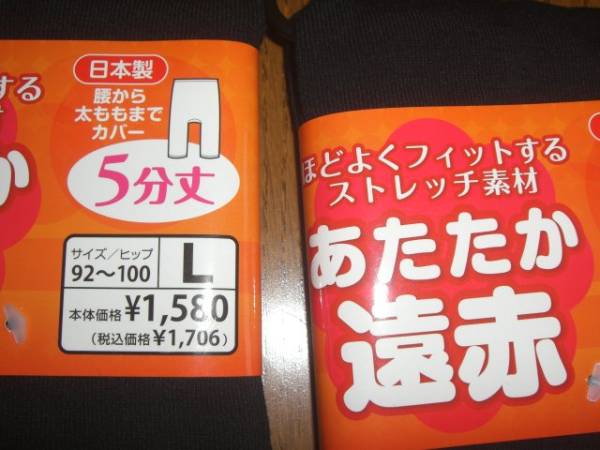 する
か
日本製
腰から
太ももまで
カバー
5分丈
サイズ/ヒップ
92〜100
L
本体価格 ¥1,580
(税込価格¥1,706)
ほどよくフィットする
ストレッチ素材
あたたか
遠赤